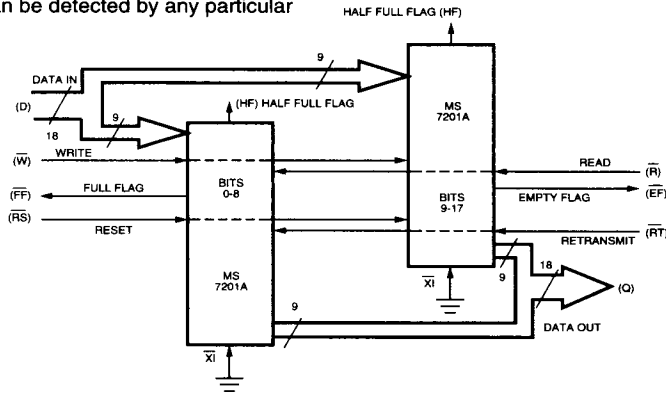 an be detected by any particular
HALF FULL FLAG (HF)
9
DATA IN
(D)
18
9
(HF) HALF FULL FLAG
MS
7201A
(W̅)
WRITE
READ
(R̅)
(F̅F̅)
FULL FLAG
BITS
0-8
BITS
9-17
EMPTY FLAG
(E̅F̅)
(R̅S̅)
RESET
RETRANSMIT
(R̅T̅)
MS
7201A
X̅I̅
9
18
(Q)
9
DATA OUT
X̅I̅